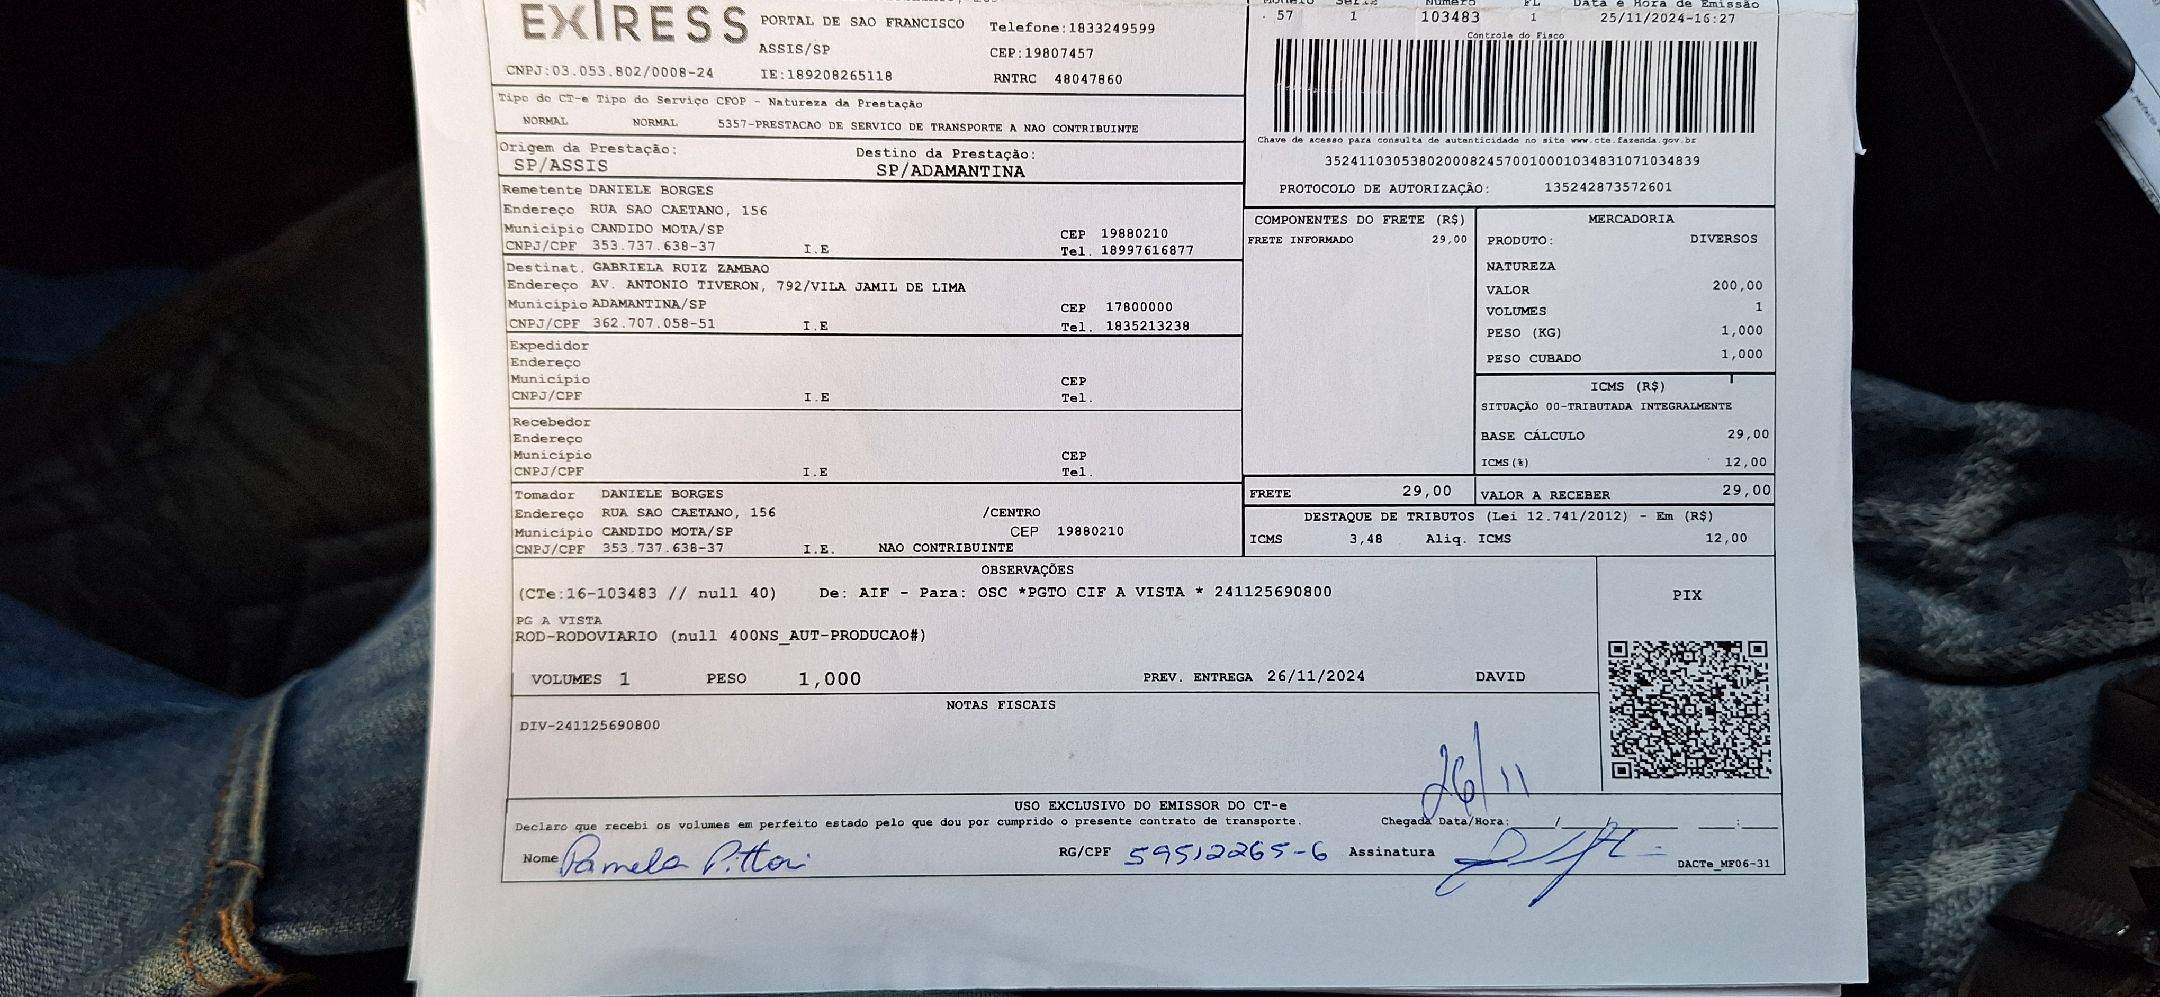 EXPRESS
PORTAL DE SAO FRANCISCO Telefone:1833249599
ASSIS/SP CEP:19807457
CNPJ:03.053.802/0008-24 IE:189208265118 RNTRC 48047860
Modelo Série Número FL Data e Hora de Emissão
57 1 103483 1 25/11/2024-16:27
Controle do Fisco
Chave de acesso para consulta de autenticidade no site www.cte.fazenda.gov.br
35241103053802000824570010001034831071034839
PROTOCOLO DE AUTORIZAÇÃO: 135242873572601
Tipo do CT-e Tipo do Serviço CFOP - Natureza da Prestação
NORMAL NORMAL 5357-PRESTACAO DE SERVICO DE TRANSPORTE A NAO CONTRIBUINTE
Origem da Prestação: Destino da Prestação:
SP/ASSIS SP/ADAMANTINA
Remetente DANIELE BORGES
Endereço RUA SAO CAETANO, 156
Município CANDIDO MOTA/SP CEP 19880210
CNPJ/CPF 353.737.638-37 I.E Tel. 18997616877
Destinat. GABRIELA RUIZ ZAMBAO
Endereço AV. ANTONIO TIVERON, 792/VILA JAMIL DE LIMA
Município ADAMANTINA/SP CEP 17800000
CNPJ/CPF 362.707.058-51 I.E Tel. 1835213238
Expedidor
Endereço
Município CEP
CNPJ/CPF I.E Tel.
Recebedor
Endereço
Município CEP
CNPJ/CPF I.E Tel.
Tomador DANIELE BORGES
Endereço RUA SAO CAETANO, 156 /CENTRO
Município CANDIDO MOTA/SP CEP 19880210
CNPJ/CPF 353.737.638-37 I.E. NAO CONTRIBUINTE
COMPONENTES DO FRETE (R$)
FRETE INFORMADO 29,00
MERCADORIA
PRODUTO: DIVERSOS
NATUREZA
VALOR 200,00
VOLUMES 1
PESO (KG) 1,000
PESO CUBADO 1,000
ICMS (R$)
SITUAÇÃO 00-TRIBUTADA INTEGRALMENTE
BASE CÁLCULO 29,00
ICMS(%) 12,00
FRETE 29,00 VALOR A RECEBER 29,00
DESTAQUE DE TRIBUTOS (Lei 12.741/2012) - Em (R$)
ICMS 3,48 Aliq. ICMS 12,00
OBSERVAÇÕES
(CTe:16-103483 // null 40) De: AIF - Para: OSC *PGTO CIF A VISTA * 241125690800
PG A VISTA
ROD-RODOVIARIO (null 400NS_AUT-PRODUCAO#)
VOLUMES 1 PESO 1,000 PREV. ENTREGA 26/11/2024 DAVID
PIX
NOTAS FISCAIS
DIV-241125690800
26/11
USO EXCLUSIVO DO EMISSOR DO CT-e
Declaro que recebi os volumes em perfeito estado pelo que dou por cumprido o presente contrato de transporte. Chegada Data/Hora: / / :
Nome Pamela Pittori RG/CPF 59512265-6 Assinatura
DACTe_MF06-31